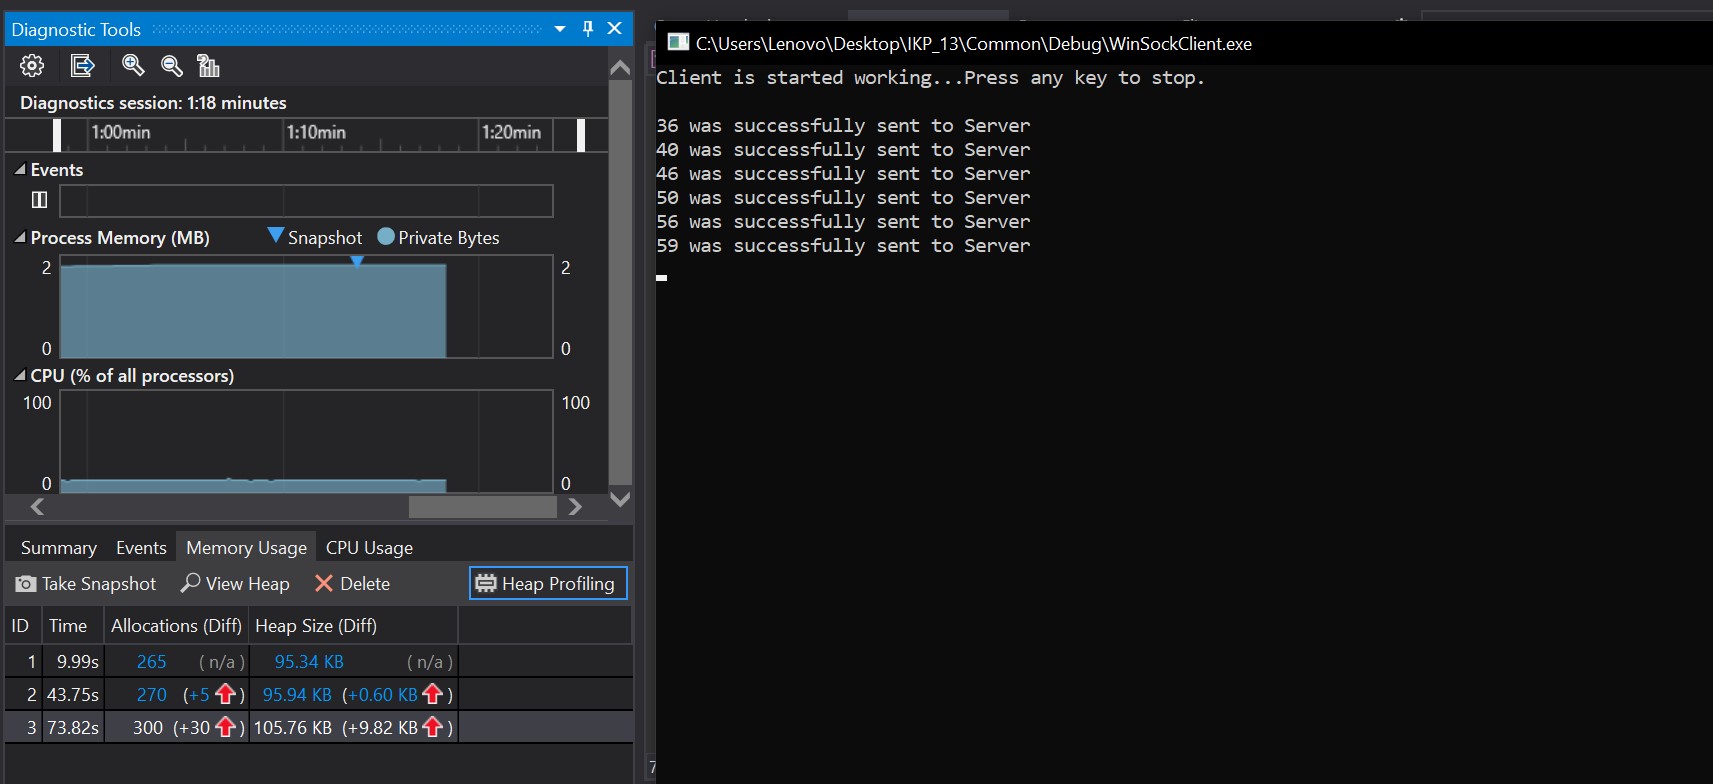 Diagnostic Tools
Diagnostics session: 1:18 minutes
1:00min 1:10min 1:20min
Events
Process Memory (MB) Snapshot Private Bytes
2 2
0 0
CPU (% of all processors)
100 100
0 0
Summary Events Memory Usage CPU Usage
Take Snapshot View Heap Delete Heap Profiling
ID Time Allocations (Diff) Heap Size (Diff)
1 9.99s 265 (n/a) 95.34 KB (n/a)
2 43.75s 270 (+5) 95.94 KB (+0.60 KB)
3 73.82s 300 (+30) 105.76 KB (+9.82 KB)
C:\Users\Lenovo\Desktop\IKP_13\Common\Debug\WinSockClient.exe
Client is started working...Press any key to stop.
36 was successfully sent to Server
40 was successfully sent to Server
46 was successfully sent to Server
50 was successfully sent to Server
56 was successfully sent to Server
59 was successfully sent to Server